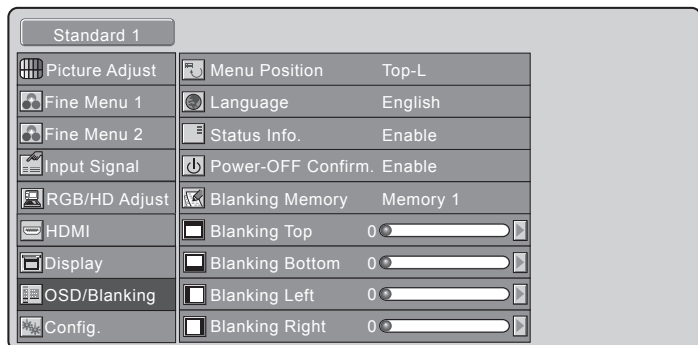 Standard 1
Picture Adjust
Fine Menu 1
Fine Menu 2
Input Signal
RGB/HD Adjust
HDMI
Display
OSD/Blanking
Config.
Menu Position Top-L
Language English
Status Info. Enable
Power-OFF Confirm. Enable
Blanking Memory Memory 1
Blanking Top 0
Blanking Bottom 0
Blanking Left 0
Blanking Right 0